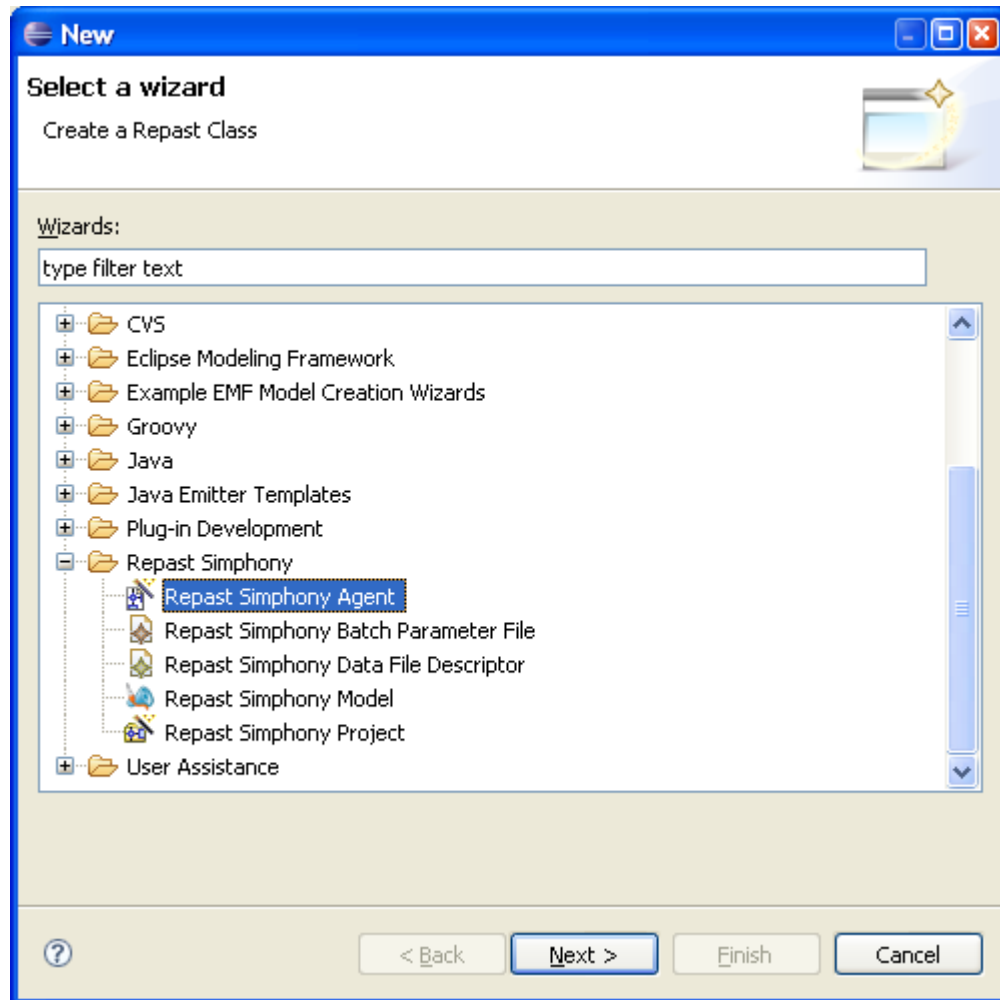 New
Select a wizard
Create a Repast Class
Wizards:
type filter text
CVS
Eclipse Modeling Framework
Example EMF Model Creation Wizards
Groovy
Java
Java Emitter Templates
Plug-in Development
Repast Simphony
Repast Simphony Agent
Repast Simphony Batch Parameter File
Repast Simphony Data File Descriptor
Repast Simphony Model
Repast Simphony Project
User Assistance
? < Back Next > Finish Cancel